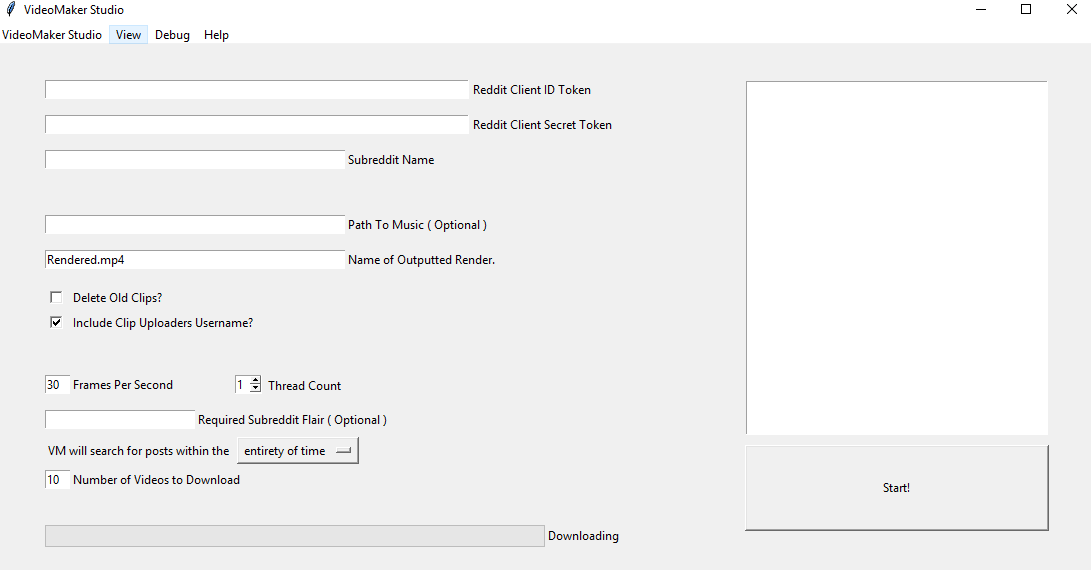 VideoMaker Studio
VideoMaker Studio View Debug Help
Reddit Client ID Token
Reddit Client Secret Token
Subreddit Name
Path To Music ( Optional )
Rendered.mp4 Name of Outputted Render.
Delete Old Clips?
Include Clip Uploaders Username?
30 Frames Per Second 1 Thread Count
Required Subreddit Flair ( Optional )
VM will search for posts within the entirety of time
10 Number of Videos to Download
Start!
Downloading